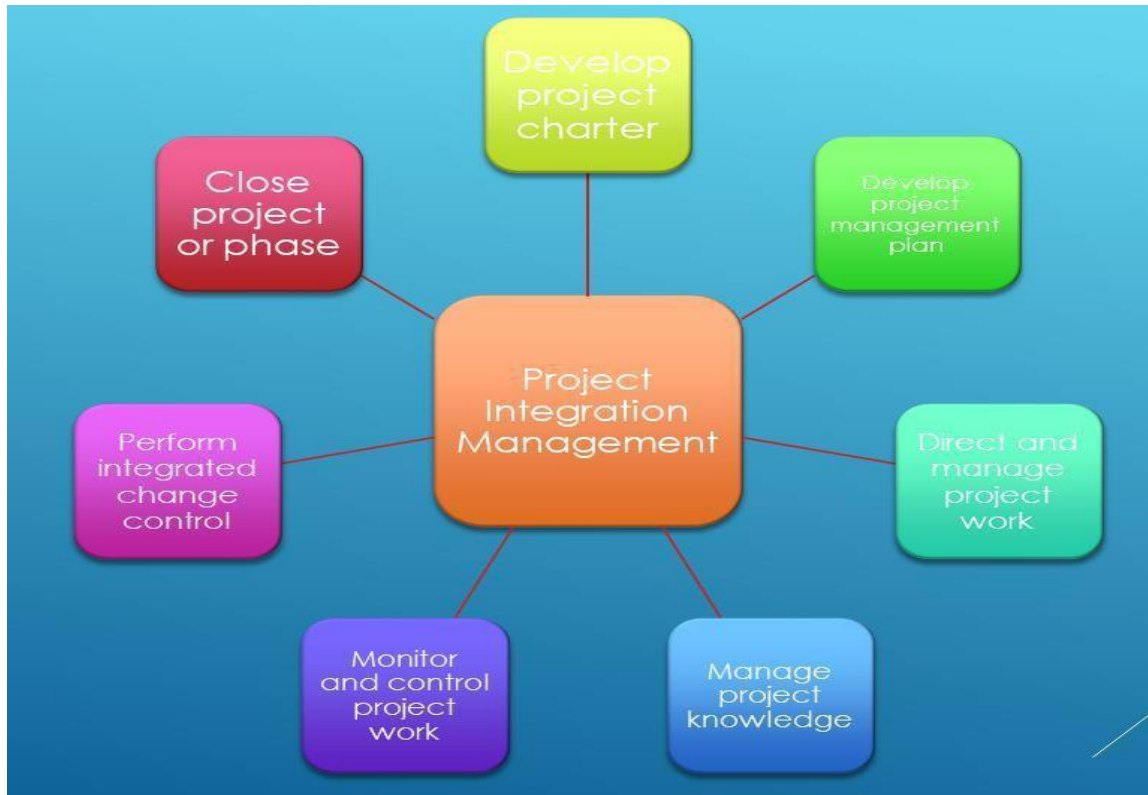 Develop
project
charter
Develop
project
management
plan
Direct and
manage
project
work
Manage
project
knowledge
Monitor
and control
project
work
Perform
integrated
change
control
Close
project
or phase
Project
Integration
Management